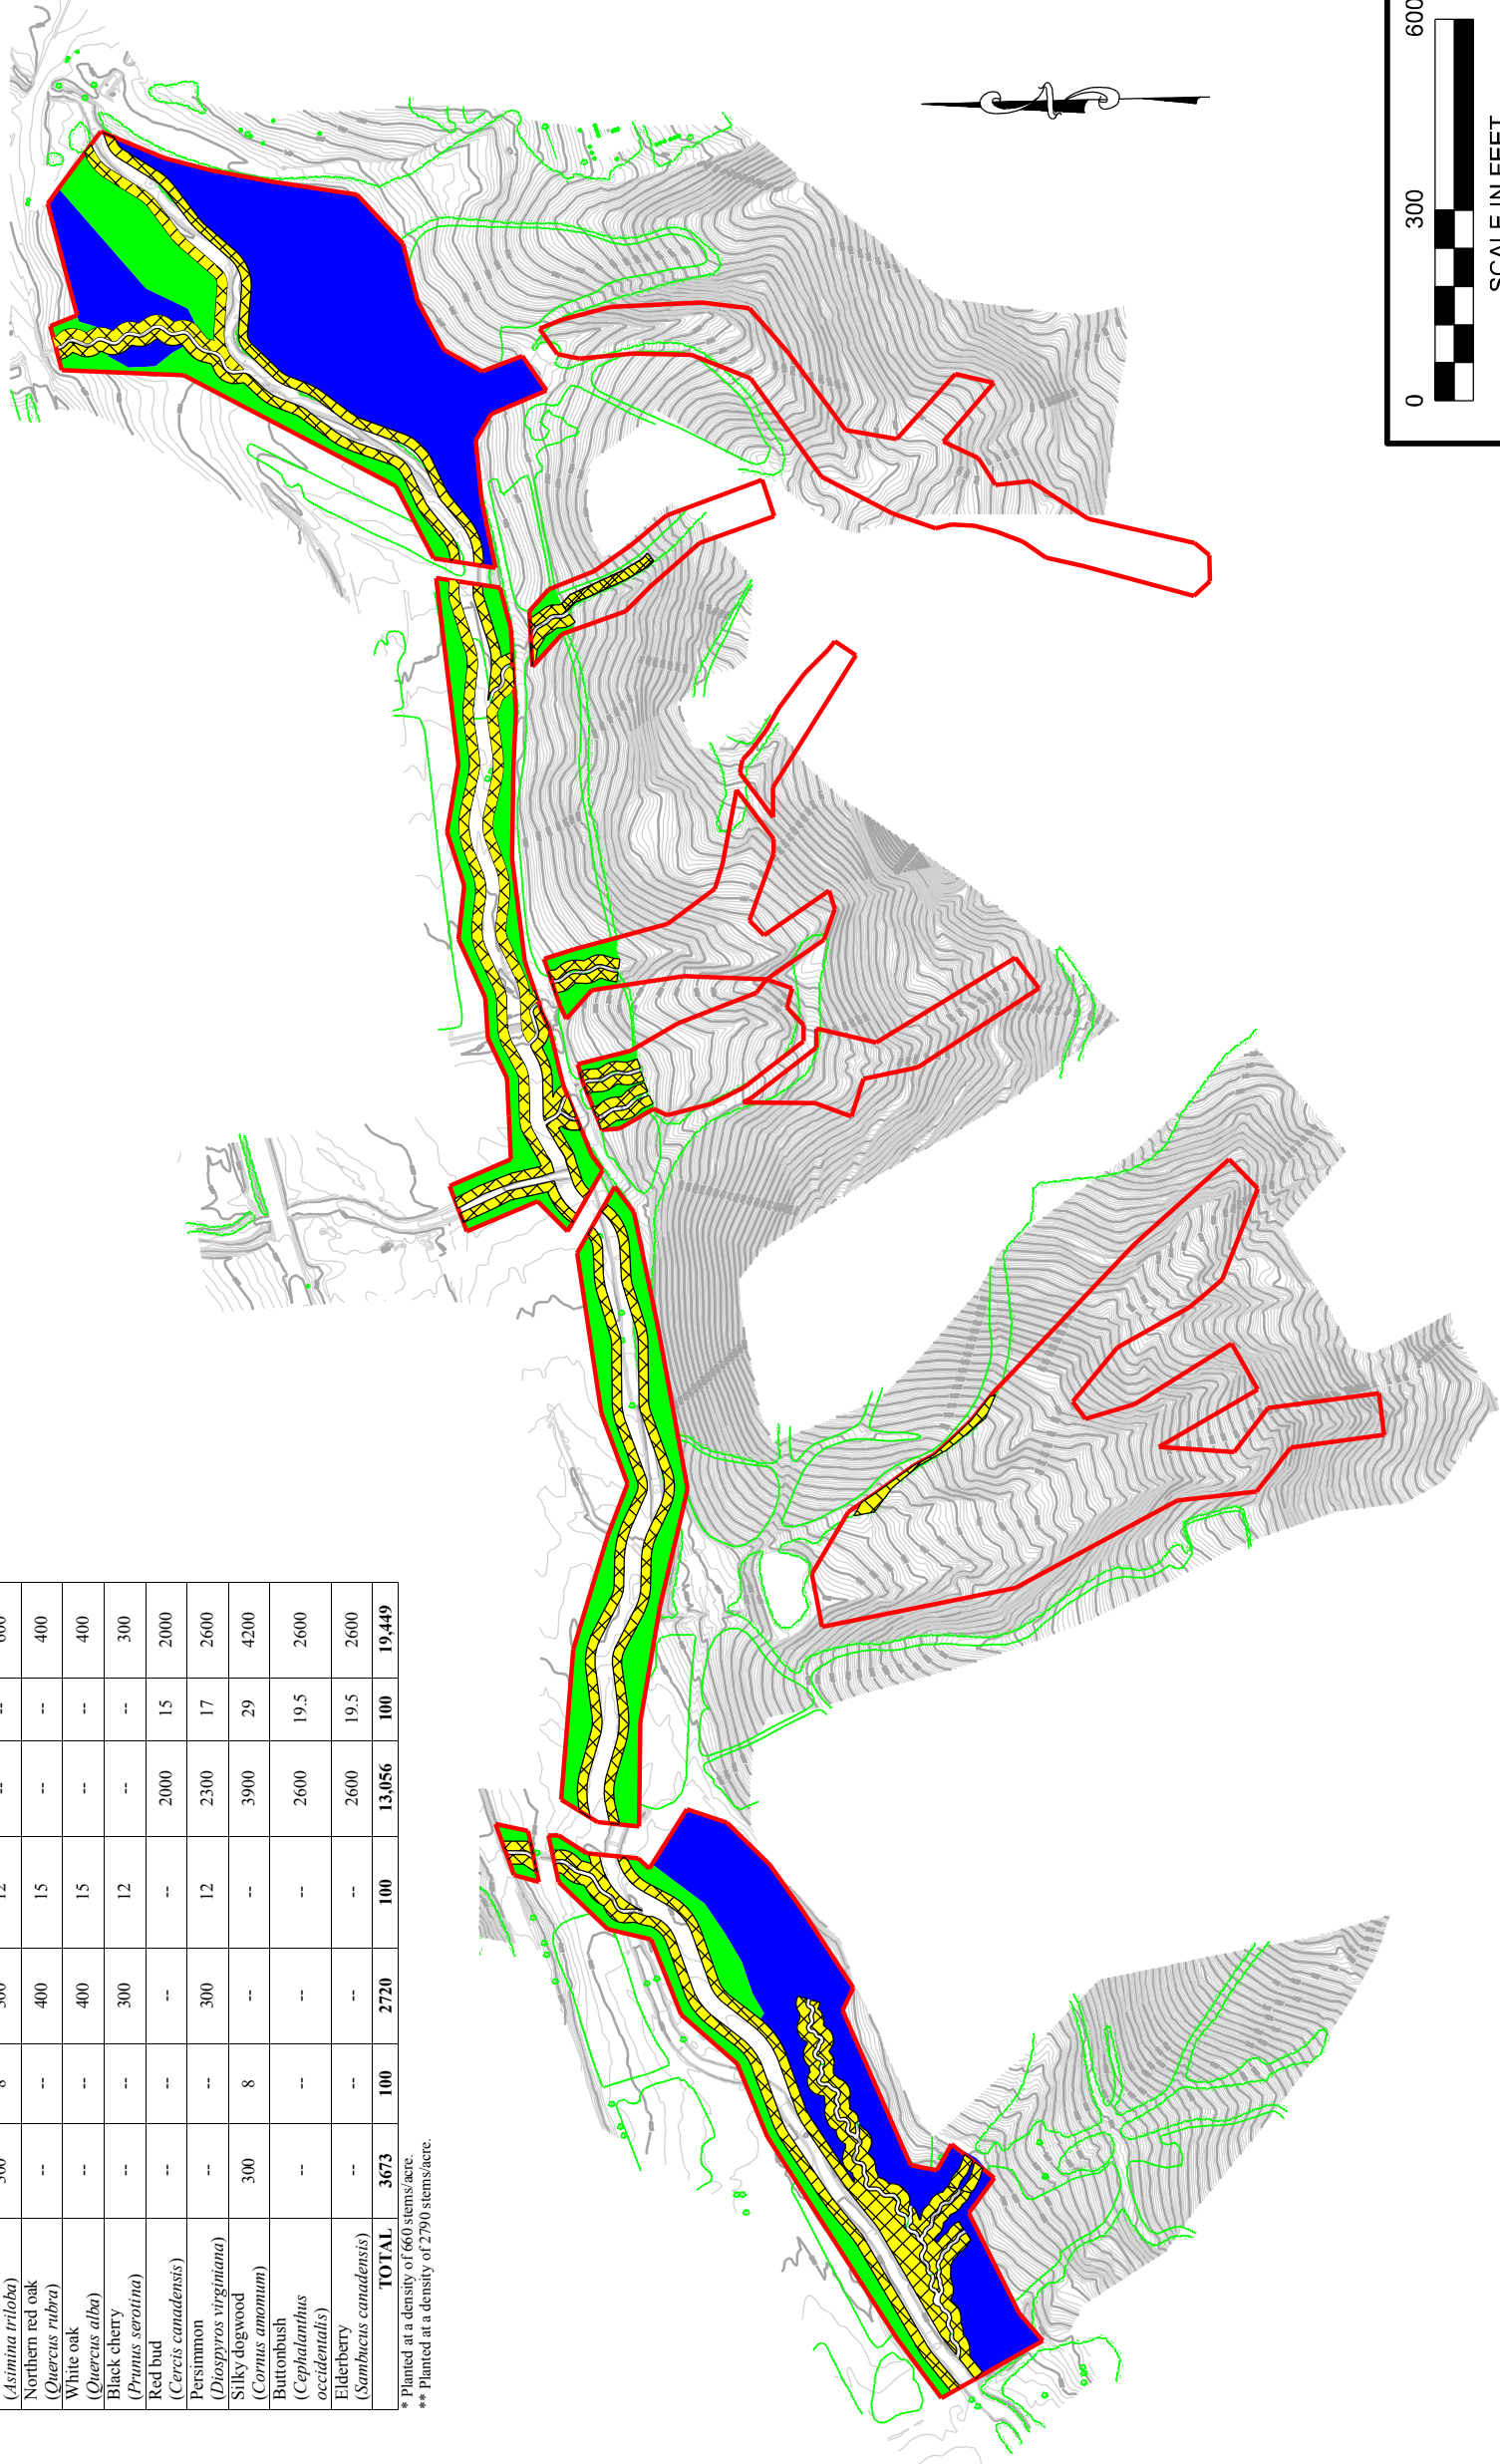 (Asimina triloba)
Northern red oak -- -- 400 15 -- -- 400
(Quercus rubra)
White oak -- -- 400 15 -- -- 400
(Quercus alba)
Black cherry -- -- 300 12 -- -- 300
(Prunus serotina)
Red bud -- -- -- -- 2000 15 2000
(Cercis canadensis)
Persimmon -- -- 300 12 2300 17 2600
(Diospyros virginiana)
Silky dogwood 300 8 -- -- 3900 29 4200
(Cornus amomum)
Buttonbush -- -- -- -- 2600 19.5 2600
(Cephalanthus
occidentalis)
Elderberry -- -- -- -- 2600 19.5 2600
(Sambucus canadensis)
TOTAL 3673 100 2720 100 13,056 100 19,449
* Planted at a density of 660 stems/acre.
** Planted at a density of 2790 stems/acre.
N
0 300 600
SCALE IN FEET